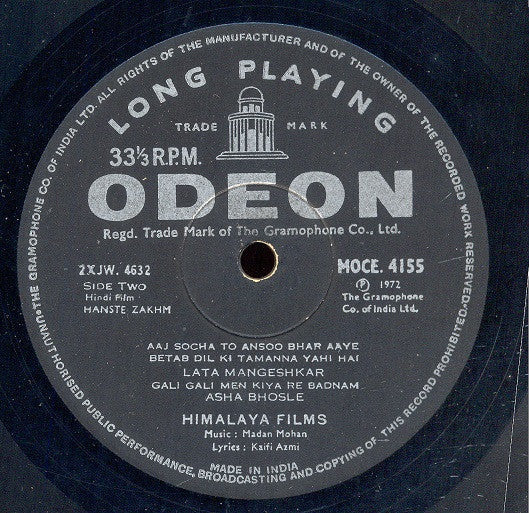 LONG PLAYING
TRADE MARK
33⅓ R.P.M.
ODEON
Regd. Trade Mark of The Gramophone Co., Ltd.
2XJW. 4632
SIDE TWO
Hindi Film
HANSTE ZAKHM
MOCE. 4155
Ⓟ 1972
The Gramophone
Co. of India Ltd.
AAJ SOCHA TO ANSOO BHAR AAYE
BETAB DIL KI TAMANNA YAHI HAI
LATA MANGESHKAR
GALI GALI MEN KIYA RE BADNAM
ASHA BHOSLE
HIMALAYA FILMS
Music : Madan Mohan
Lyrics : Kaifi Azmi
MADE IN INDIA
•THE GRAMOPHONE CO. OF INDIA LTD. ALL RIGHTS OF THE MANUFACTURER AND OF THE OWNER OF THE RECORDED WORK RESERVED. UNAUTHORISED PUBLIC PERFORMANCE, BROADCASTING AND COPYING OF THIS RECORD PROHIBITED.